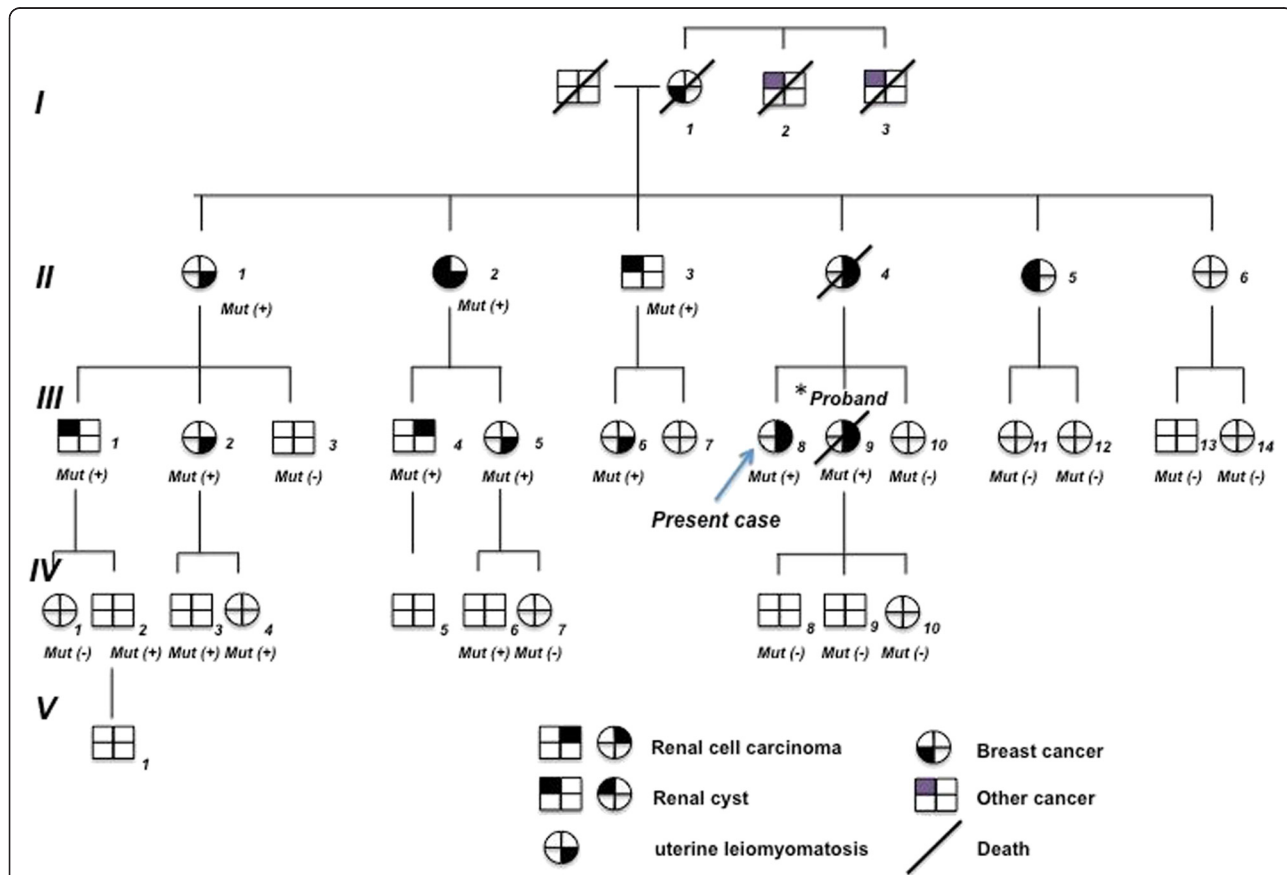 I
1 2 3
II
1 2 3 4 5 6
Mut (+) Mut (+) Mut (+)
III
* Proband
1 2 3 4 5 6 7 8 9 10 11 12 13 14
Mut (+) Mut (+) Mut (-) Mut (+) Mut (+) Mut (+) Mut (+) Mut (+) Mut (-) Mut (-) Mut (-) Mut (-) Mut (-)
Present case
IV
1 2 3 4 5 6 7 8 9 10
Mut (-) Mut (+) Mut (+) Mut (+) Mut (+) Mut (-) Mut (-) Mut (-) Mut (-)
V
1
Renal cell carcinoma
Breast cancer
Renal cyst
Other cancer
uterine leiomyomatosis
Death